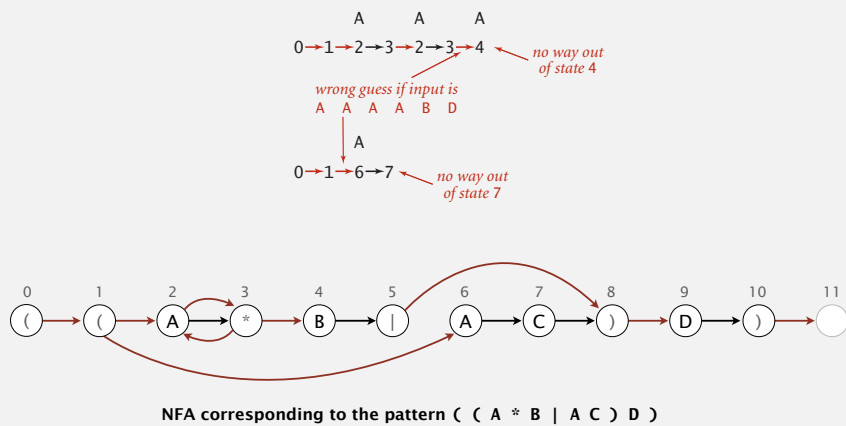 A A A
0 1 2 3 2 3 4
no way out
of state 4
wrong guess if input is
A A A A B D
A
0 1 6 7
no way out
of state 7
0 1 2 3 4 5 6 7 8 9 10 11
( ( A * B | A C ) D )
NFA corresponding to the pattern ( ( A * B | A C ) D )